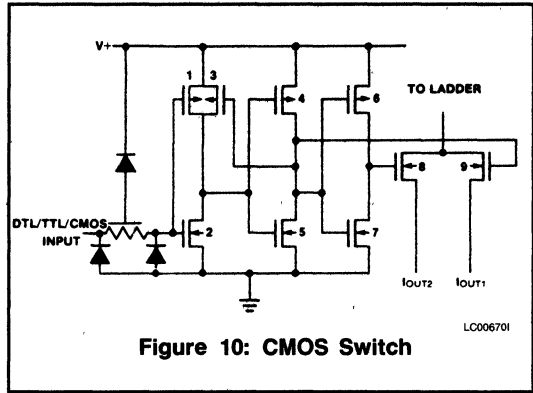 V+
1 3
4
6
TO LADDER
8
9
DTL/TTL/CMOS
INPUT
2
5
7
IOUT2
IOUT1
LC00670I
Figure 10: CMOS Switch